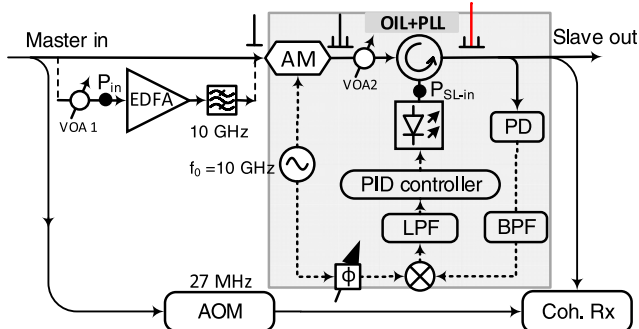 OIL+PLL
Master in
Slave out
AM
VOA2
P_in
EDFA
VOA 1
10 GHz
P_SL-in
PD
f_0 =10 GHz
PID controller
LPF
BPF
Φ
27 MHz
AOM
Coh. Rx